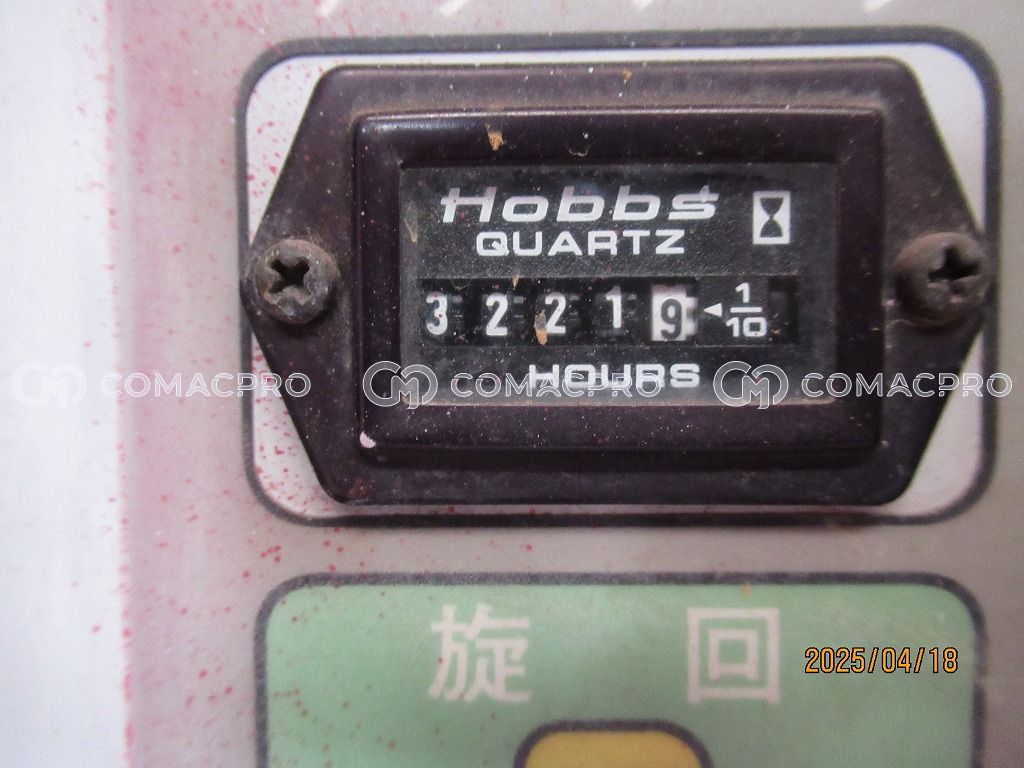 Hobbs
QUARTZ
3 2 2 1 9 ◄ 1/10
HOURS
COMACPRO COMACPRO COMACPRO
旋回
2025/04/18